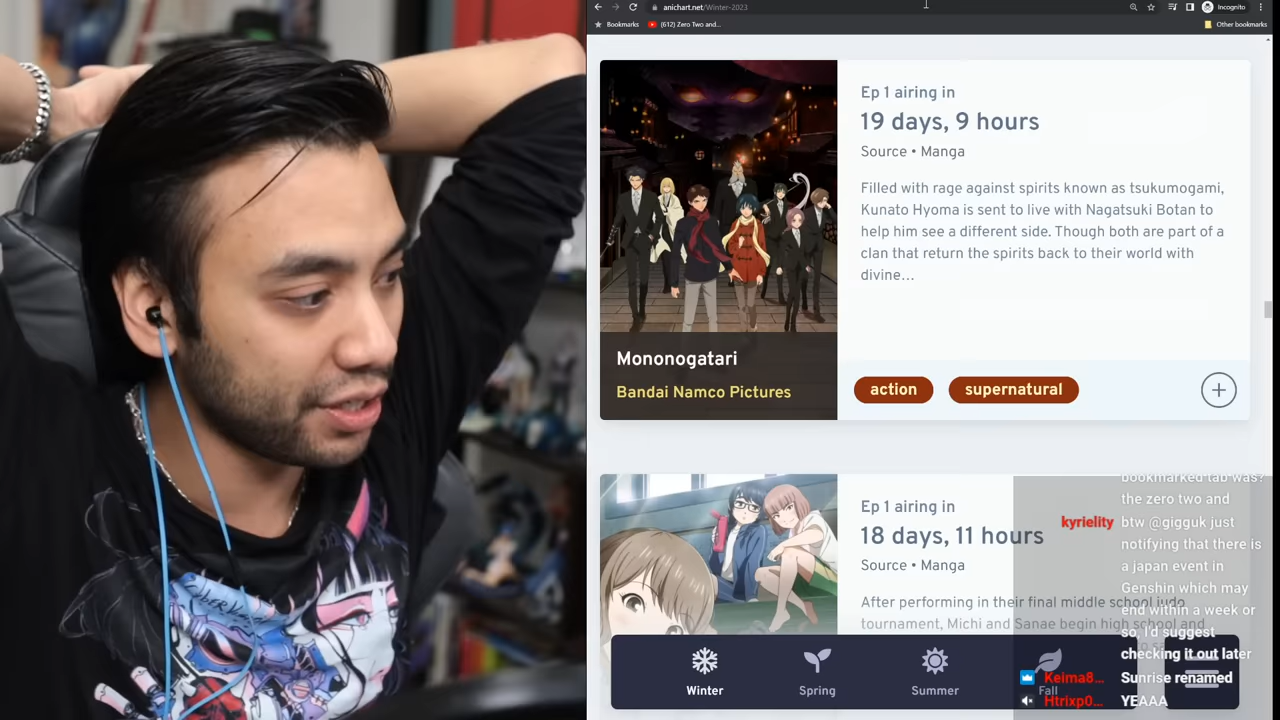 anichart.net/Winter-2023
Incognito
Bookmarks
(612) Zero Two and...
Other bookmarks
Ep 1 airing in
19 days, 9 hours
Source • Manga
Filled with rage against spirits known as tsukumogami,
Kunato Hyoma is sent to live with Nagatsuki Botan to
help him see a different side. Though both are part of a
clan that return the spirits back to their world with
divine...
Mononogatari
Bandai Namco Pictures
action
supernatural
Ep 1 airing in
18 days, 11 hours
Source • Manga
After performing in their final middle school judo
tournament, Michi and Sanae begin high school and
bookmarked tab was?
the zero two and
kyrielity
btw @gigguk just
notifying that there is
a japan event in
Genshin which may
end within a week or
so, I'd suggest
checking it out later
Keima8...
Sunrise renamed
Htrixp0...
YEAAA
Winter
Spring
Summer
Fall